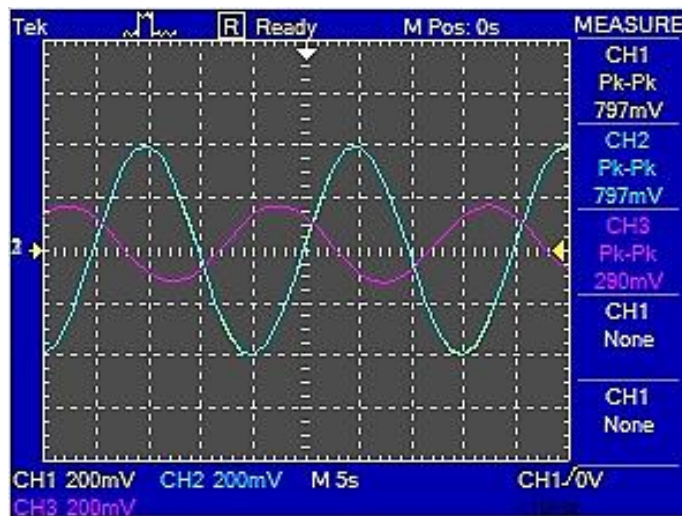 Tek R Ready M Pos: 0s MEASURE
CH1
Pk-Pk
797mV
CH2
Pk-Pk
797mV
CH3
Pk-Pk
290mV
CH1
None
CH1
None
2
CH1 200mV CH2 200mV M 5s CH1/0V
CH3 200mV